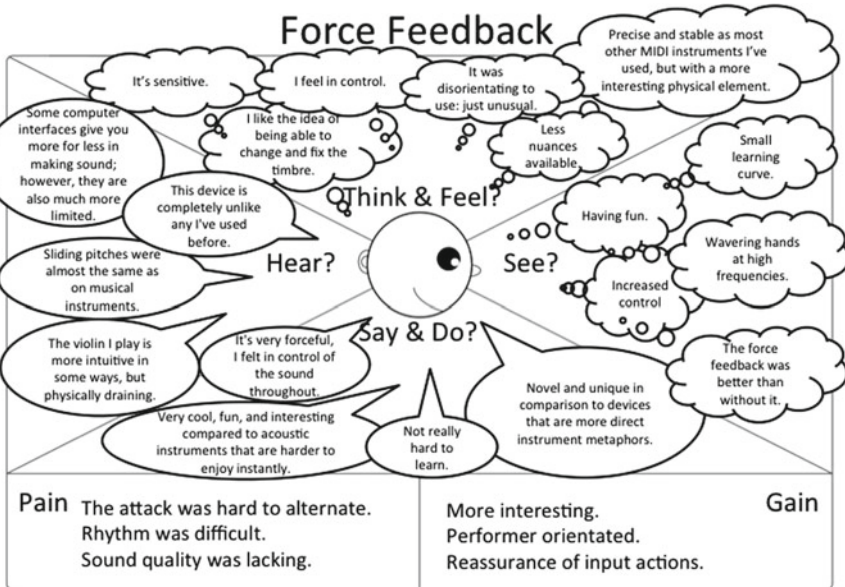 Force Feedback
It's sensitive.
I feel in control.
It was
disorientating to
use: just unusual.
Precise and stable as most
other MIDI instruments I've
used, but with a more
interesting physical element.
Some computer
interfaces give you
more for less in
making sound;
however, they are
also much more
limited.
I like the idea of
being able to
change and fix the
timbre.
Less
nuances
available.
Small
learning
curve.
This device is
completely unlike
any I've used
before.
Think & Feel?
Having fun.
Wavering hands
at high
frequencies.
Sliding pitches were
almost the same as
on musical
instruments.
Hear?
See?
Increased
control
Say & Do?
The violin I play is
more intuitive in
some ways, but
physically draining.
It's very forceful,
I felt in control of
the sound
throughout.
The force
feedback was
better than
without it.
Novel and unique in
comparison to devices
that are more direct
instrument metaphors.
Very cool, fun, and interesting
compared to acoustic
instruments that are harder to
enjoy instantly.
Not really
hard to
learn.
Pain
The attack was hard to alternate.
Rhythm was difficult.
Sound quality was lacking.
Gain
More interesting.
Performer orientated.
Reassurance of input actions.